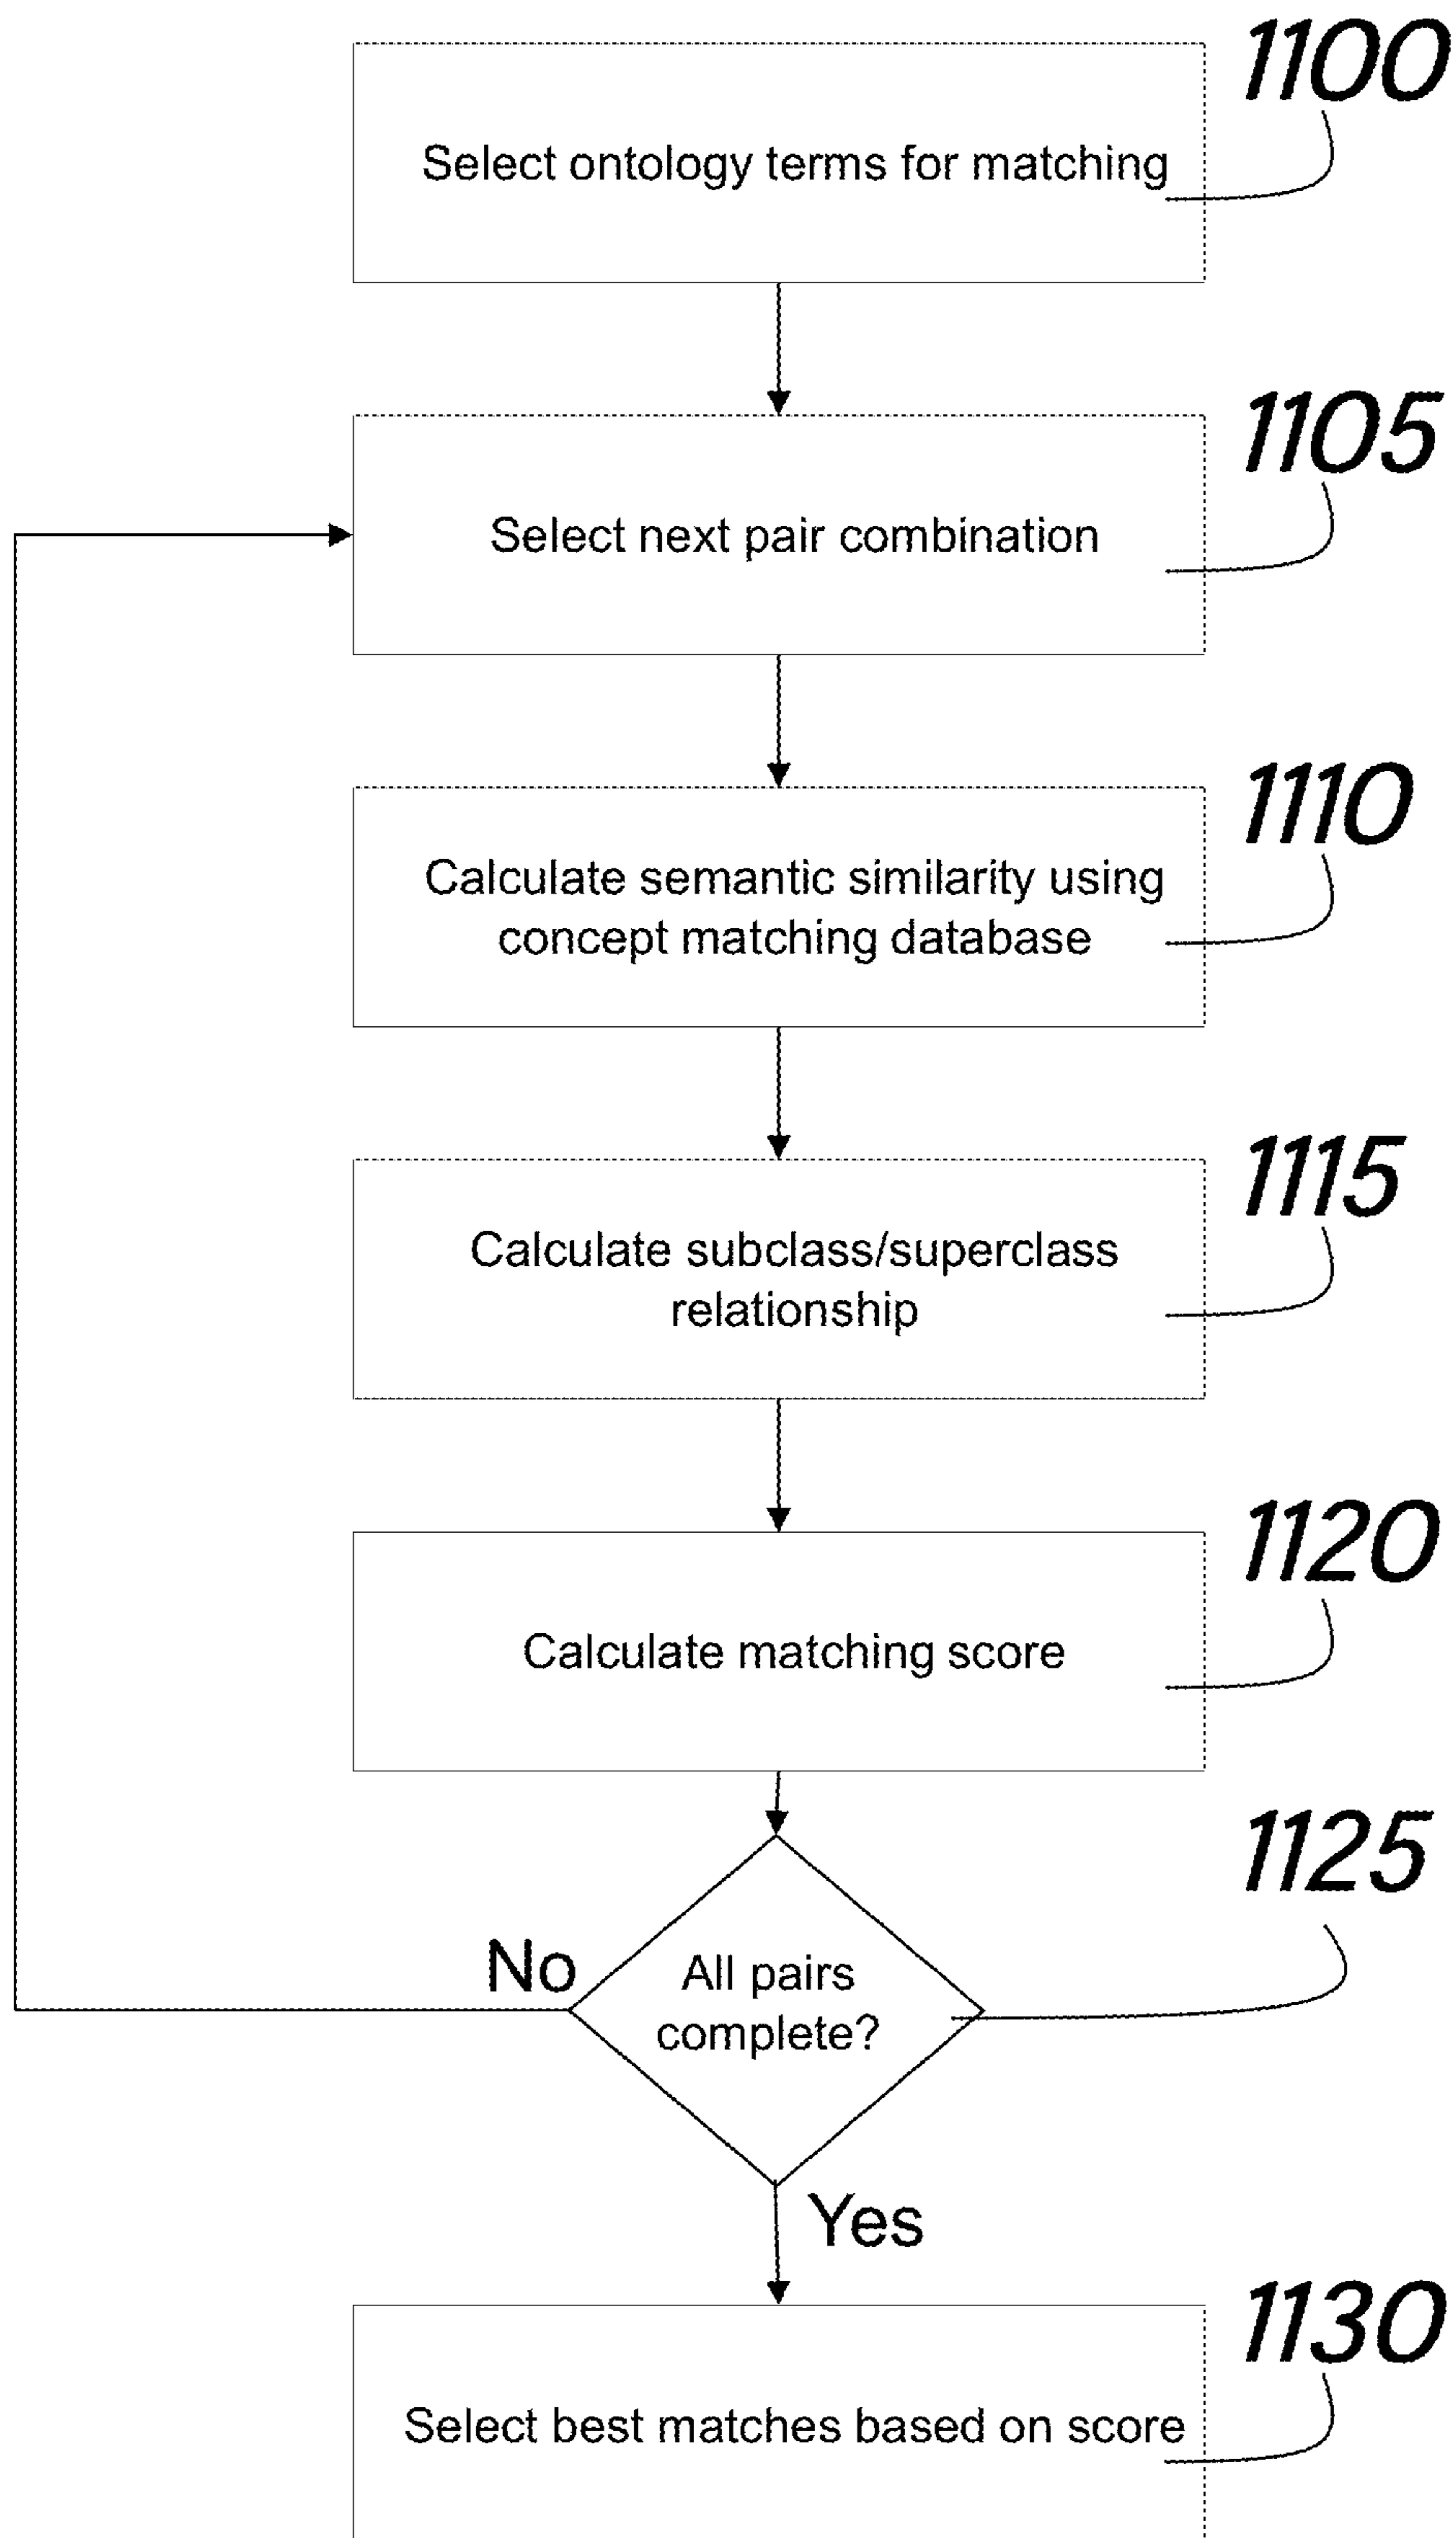 1100
Select ontology terms for matching
1105
Select next pair combination
1110
Calculate semantic similarity using
concept matching database
1115
Calculate subclass/superclass
relationship
1120
Calculate matching score
1125
No
All pairs
complete?
Yes
1130
Select best matches based on score